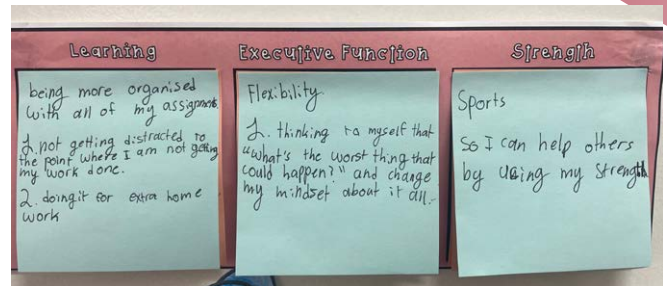 Learning
being more organised
with all of my assignments
1. not getting distracted to
the point where I am not getting
my work done.
2. doing it for extra home
work
Executive Function
Flexibility
1. thinking to myself that
"what's the worst thing that
could happen?" and change
my mindset about it all.
Strength
Sports
So I can help others
by using my strength